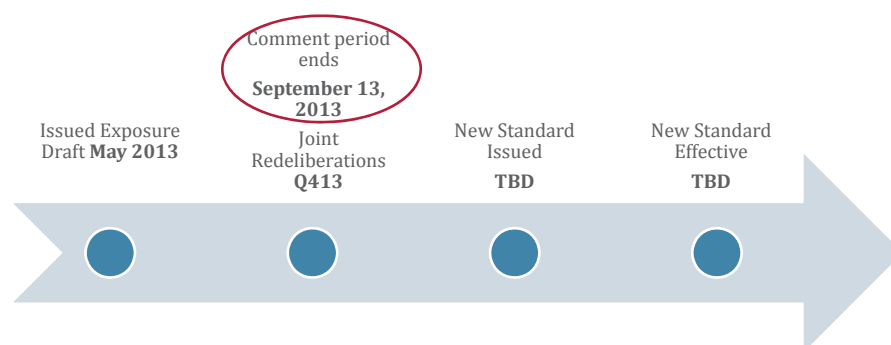 Issued Exposure
Draft May 2013
Comment period
ends
September 13,
2013
Joint
Redeliberations
Q413
New Standard
Issued
TBD
New Standard
Effective
TBD